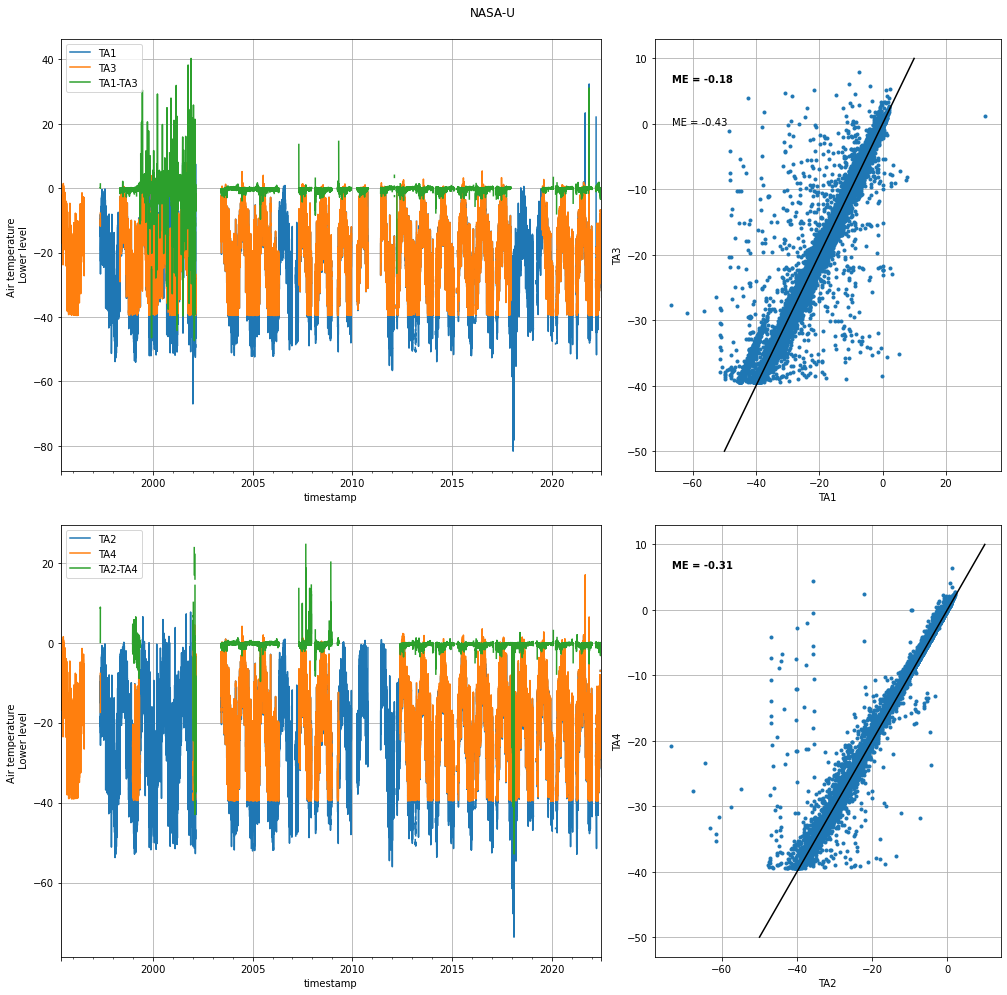 NASA-U
TA1
TA3
TA1-TA3
40
20
0
−20
−40
−60
−80
Air temperature
Lower level
2000
2005
2010
2015
2020
timestamp
ME = -0.18
ME = -0.43
10
0
−10
−20
−30
−40
−50
TA3
−60
−40
−20
0
20
TA1
TA2
TA4
TA2-TA4
20
0
−20
−40
−60
Air temperature
Lower level
2000
2005
2010
2015
2020
timestamp
ME = -0.31
10
0
−10
−20
−30
−40
−50
TA4
−60
−40
−20
0
TA2